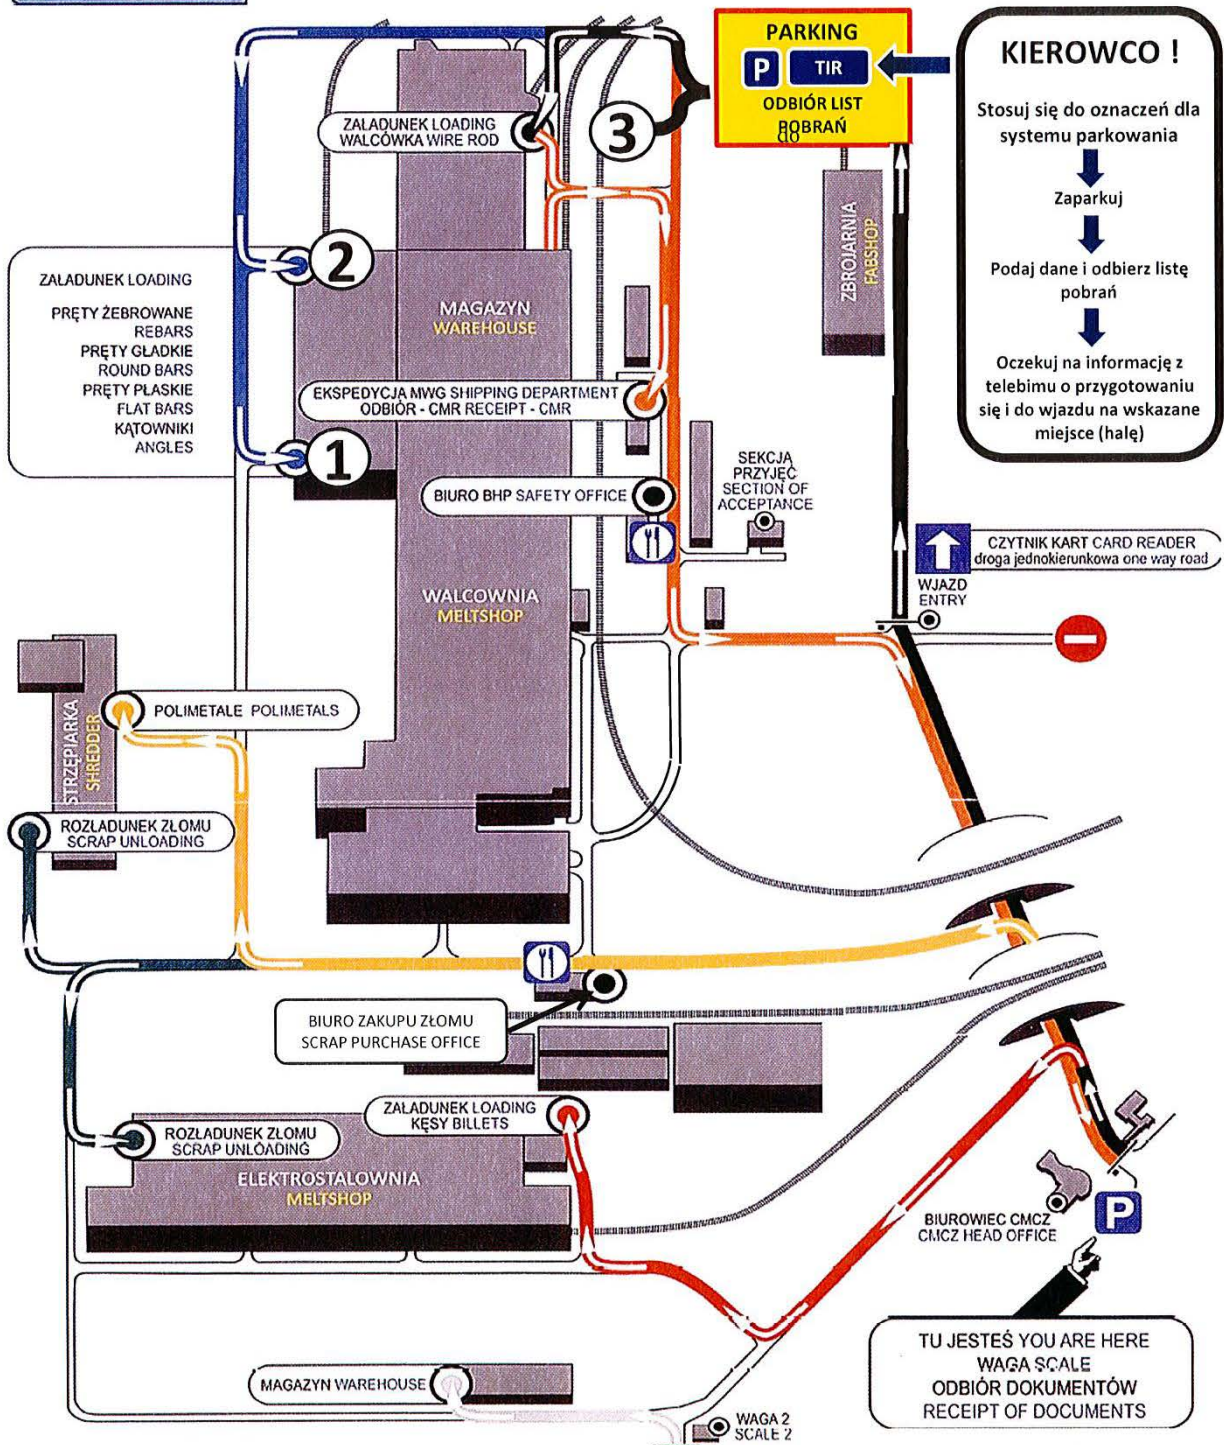 PARKING
P TIR
ODBIÓR LIST
POBRAŃ
KIEROWCO !
Stosuj się do oznaczeń dla
systemu parkowania
Zaparkuj
Podaj dane i odbierz listę
pobrań
Oczekuj na informację z
telebimu o przygotowaniu
się i do wjazdu na wskazane
miejsce (halę)
ZAŁADUNEK LOADING
WALCÓWKA WIRE ROD
3
ZBROJARNIA
FABSHOP
2
ZAŁADUNEK LOADING
PRĘTY ŻEBROWANE
REBARS
PRĘTY GŁADKIE
ROUND BARS
PRĘTY PŁASKIE
FLAT BARS
KĄTOWNIKI
ANGLES
MAGAZYN
WAREHOUSE
EKSPEDYCJA MWG SHIPPING DEPARTMENT
ODBIÓR - CMR RECEIPT - CMR
1
BIURO BHP SAFETY OFFICE
SEKCJA
PRZYJĘĆ
SECTION OF
ACCEPTANCE
CZYTNIK KART CARD READER
droga jednokierunkowa one way road
WJAZD
ENTRY
WALCOWNIA
MELTSHOP
STRZĘPIARKA
SHREDDER
POLIMETALE POLIMETALS
ROZŁADUNEK ZŁOMU
SCRAP UNLOADING
BIURO ZAKUPU ZŁOMU
SCRAP PURCHASE OFFICE
ZAŁADUNEK LOADING
KĘSY BILLETS
ROZŁADUNEK ZŁOMU
SCRAP UNLOADING
ELEKTROSTALOWNIA
MELTSHOP
BIUROWIEC CMCZ
CMCZ HEAD OFFICE
P
TU JESTEŚ YOU ARE HERE
WAGA SCALE
ODBIÓR DOKUMENTÓW
RECEIPT OF DOCUMENTS
MAGAZYN WAREHOUSE
WAGA 2
SCALE 2